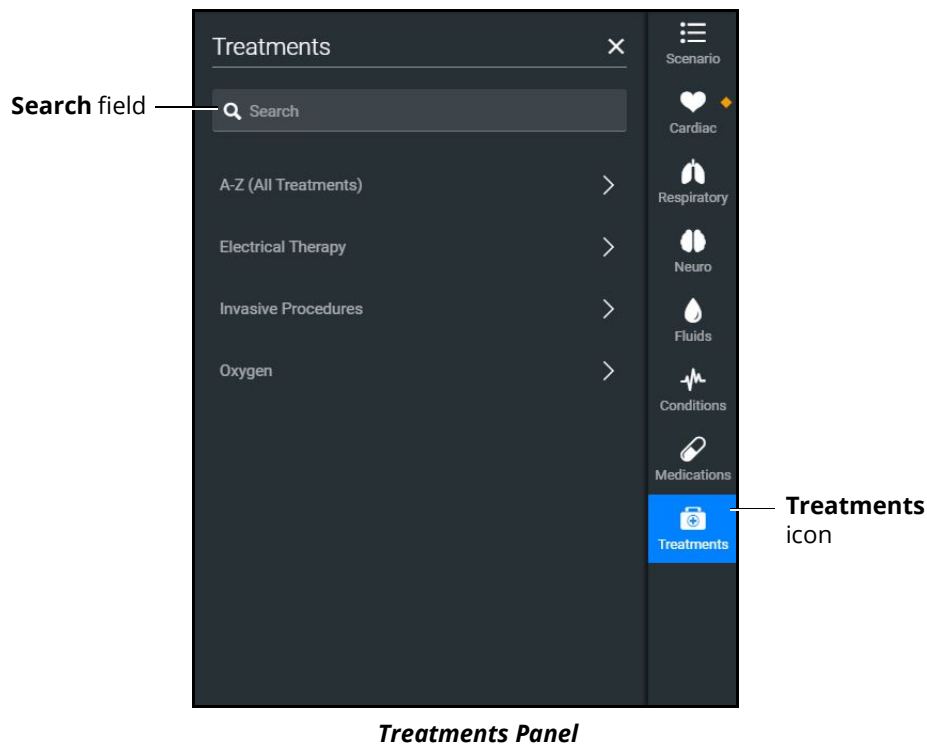 Treatments
Search
A-Z (All Treatments)
Electrical Therapy
Invasive Procedures
Oxygen
Scenario
Cardiac
Respiratory
Neuro
Fluids
Conditions
Medications
Treatments
Search field
Treatments
icon
Treatments Panel